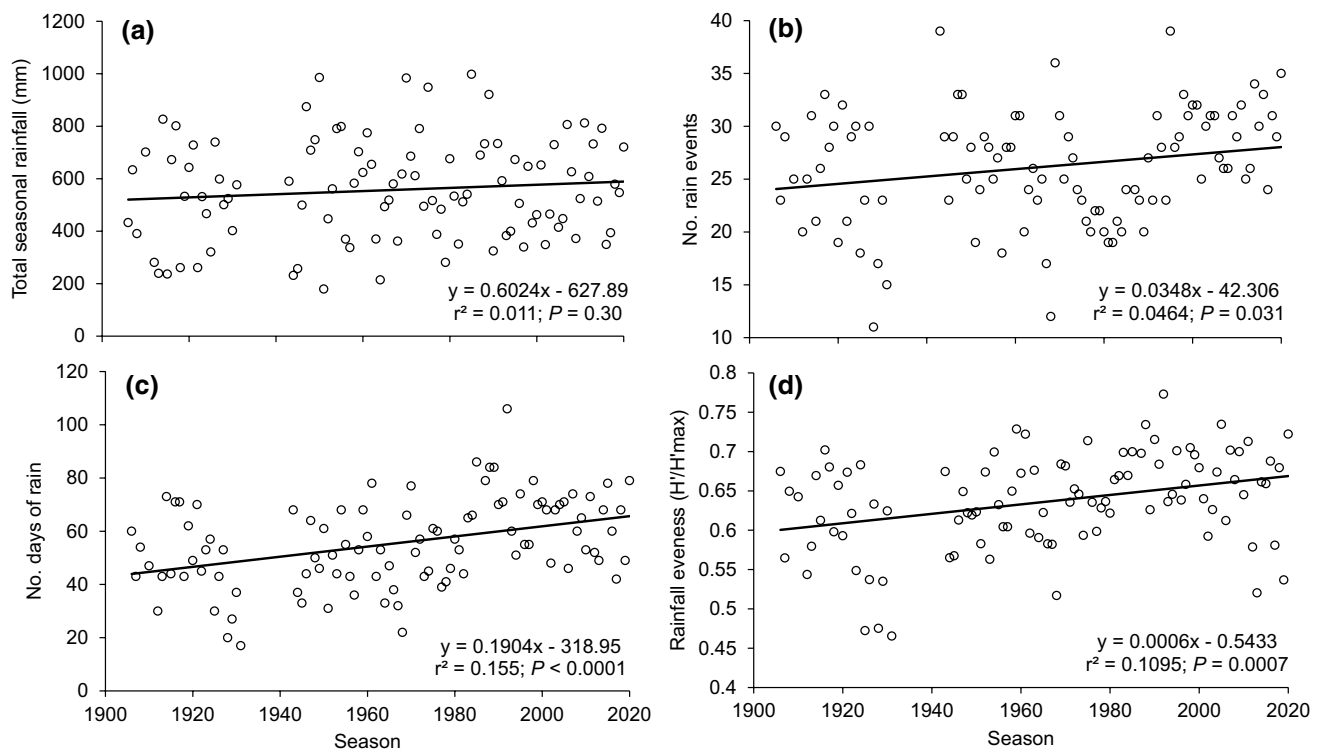 (a)
Total seasonal rainfall (mm)
1200
1000
800
600
400
200
0
y = 0.6024x - 627.89
r² = 0.011; P = 0.30
(b)
No. rain events
40
35
30
25
20
15
10
y = 0.0348x - 42.306
r² = 0.0464; P = 0.031
(c)
No. days of rain
120
100
80
60
40
20
0
y = 0.1904x - 318.95
r² = 0.155; P < 0.0001
1900 1920 1940 1960 1980 2000 2020
Season
(d)
Rainfall eveness (H'/H'max)
0.8
0.75
0.7
0.65
0.6
0.55
0.5
0.45
0.4
y = 0.0006x - 0.5433
r² = 0.1095; P = 0.0007
1900 1920 1940 1960 1980 2000 2020
Season